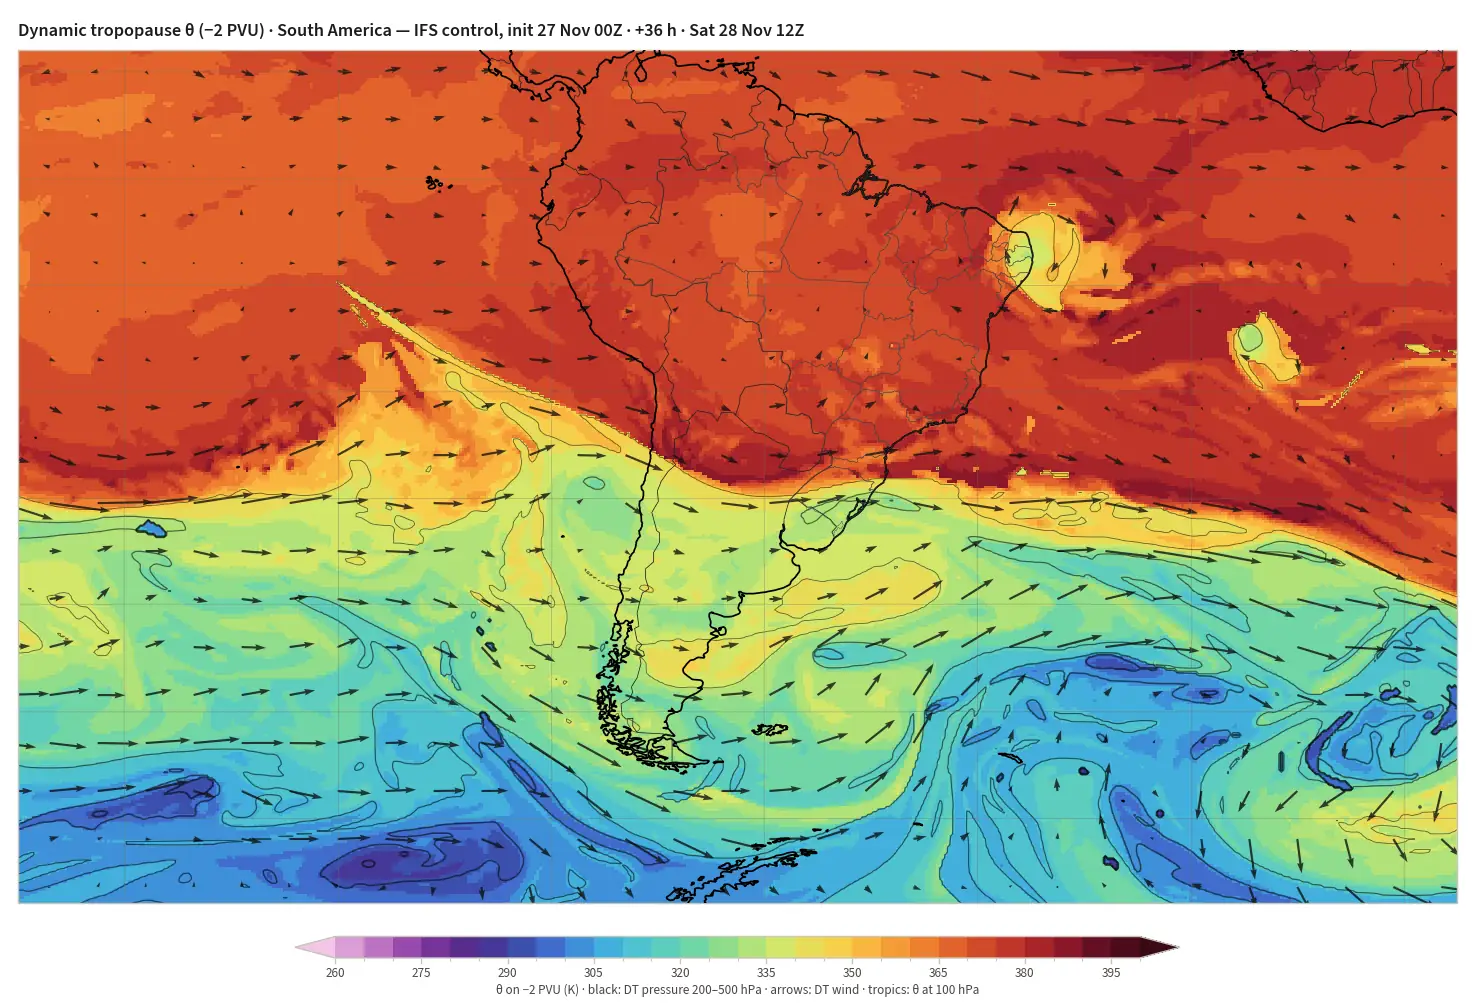 Dynamic tropopause θ (−2 PVU) · South America — IFS control, init 27 Nov 00Z · +36 h · Sat 28 Nov 12Z
260 275 290 305 320 335 350 365 380 395
θ on −2 PVU (K) · black: DT pressure 200–500 hPa · arrows: DT wind · tropics: θ at 100 hPa